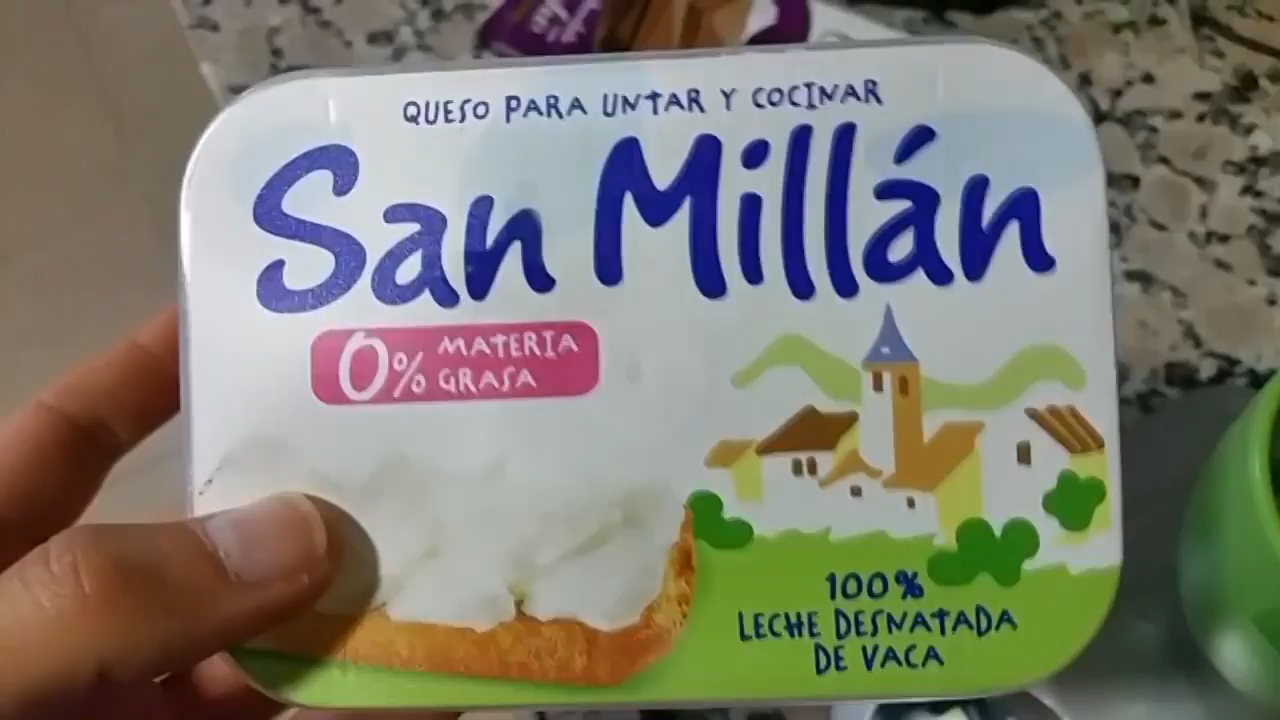 QUESO PARA UNTAR Y COCINAR
San Millán
0% MATERIA
GRASA
100%
LECHE DESNATADA
DE VACA